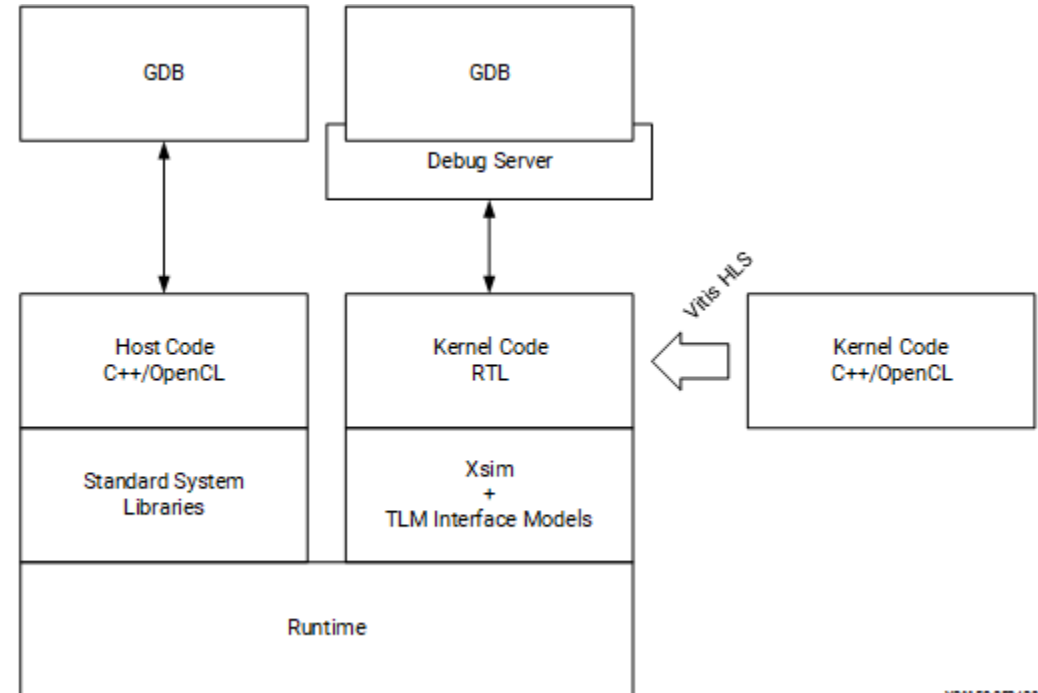 GDB
GDB
Debug Server
Vitis HLS
Host Code
C++/OpenCL
Kernel Code
RTL
Kernel Code
C++/OpenCL
Standard System
Libraries
Xsim
+
TLM Interface Models
Runtime